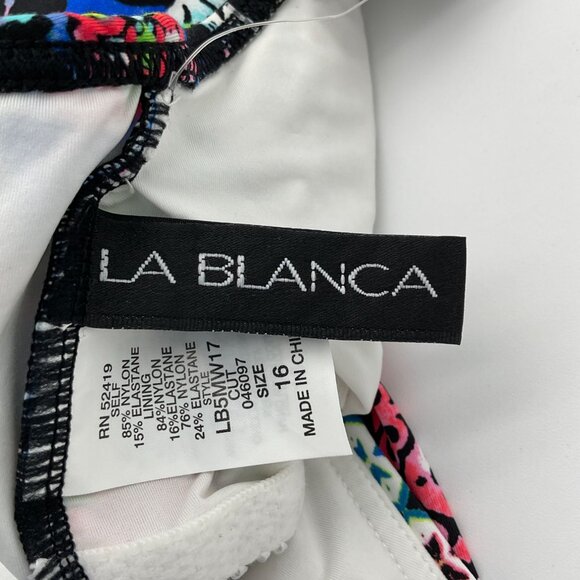 LA BLANCA
RN 52419
SELF
85% NYLON
15% ELASTANE
LINING
84% NYLON
16% ELASTANE
76% NYLON
24% ELASTANE
STYLE
LB5MW17
CUT
046097
SIZE
16
MADE IN CHI